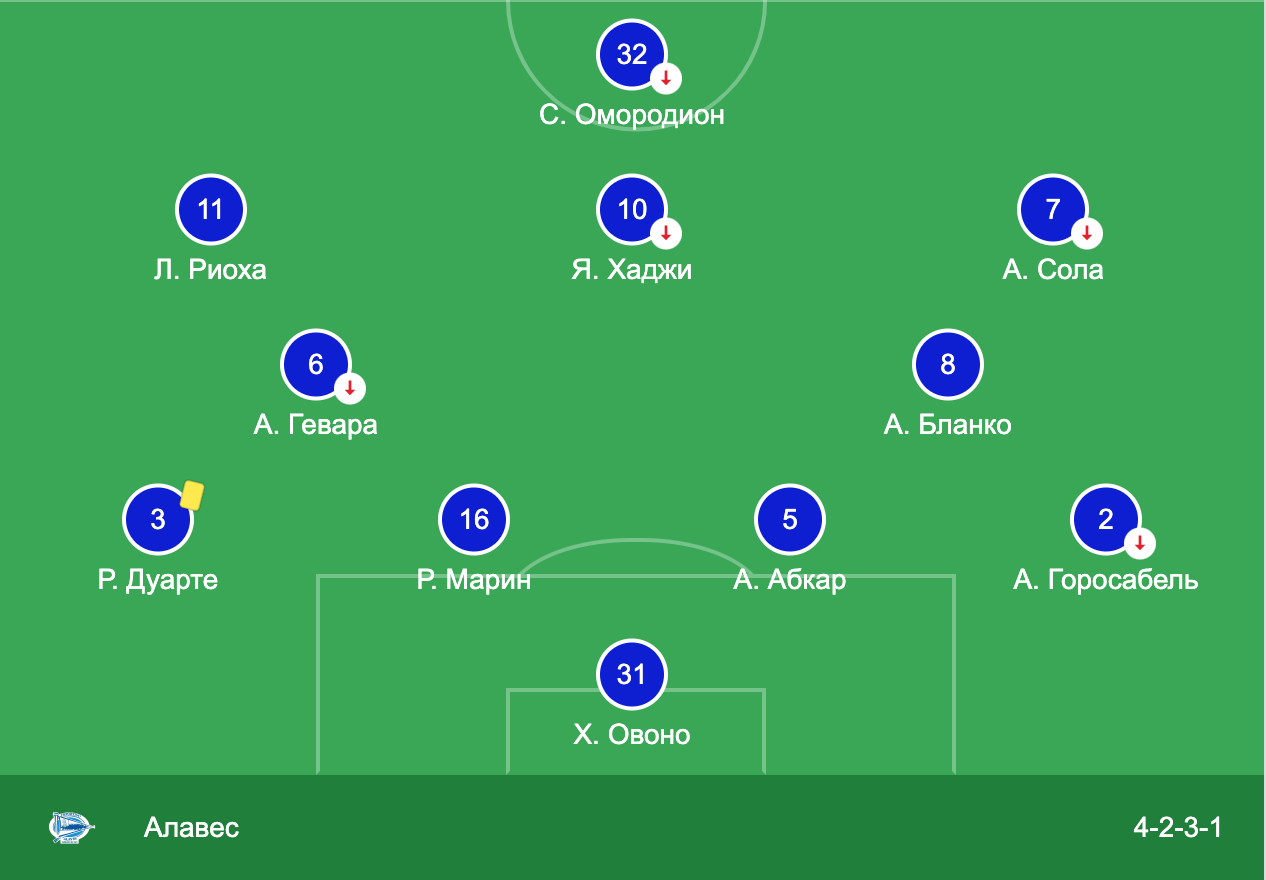 32
С. Омородион
11
10
7
Л. Риоха
Я. Хаджи
А. Сола
6
8
А. Гевара
А. Бланко
3
16
5
2
Р. Дуарте
Р. Марин
А. Абкар
А. Горосабель
31
Х. Овоно
Алавес
4-2-3-1